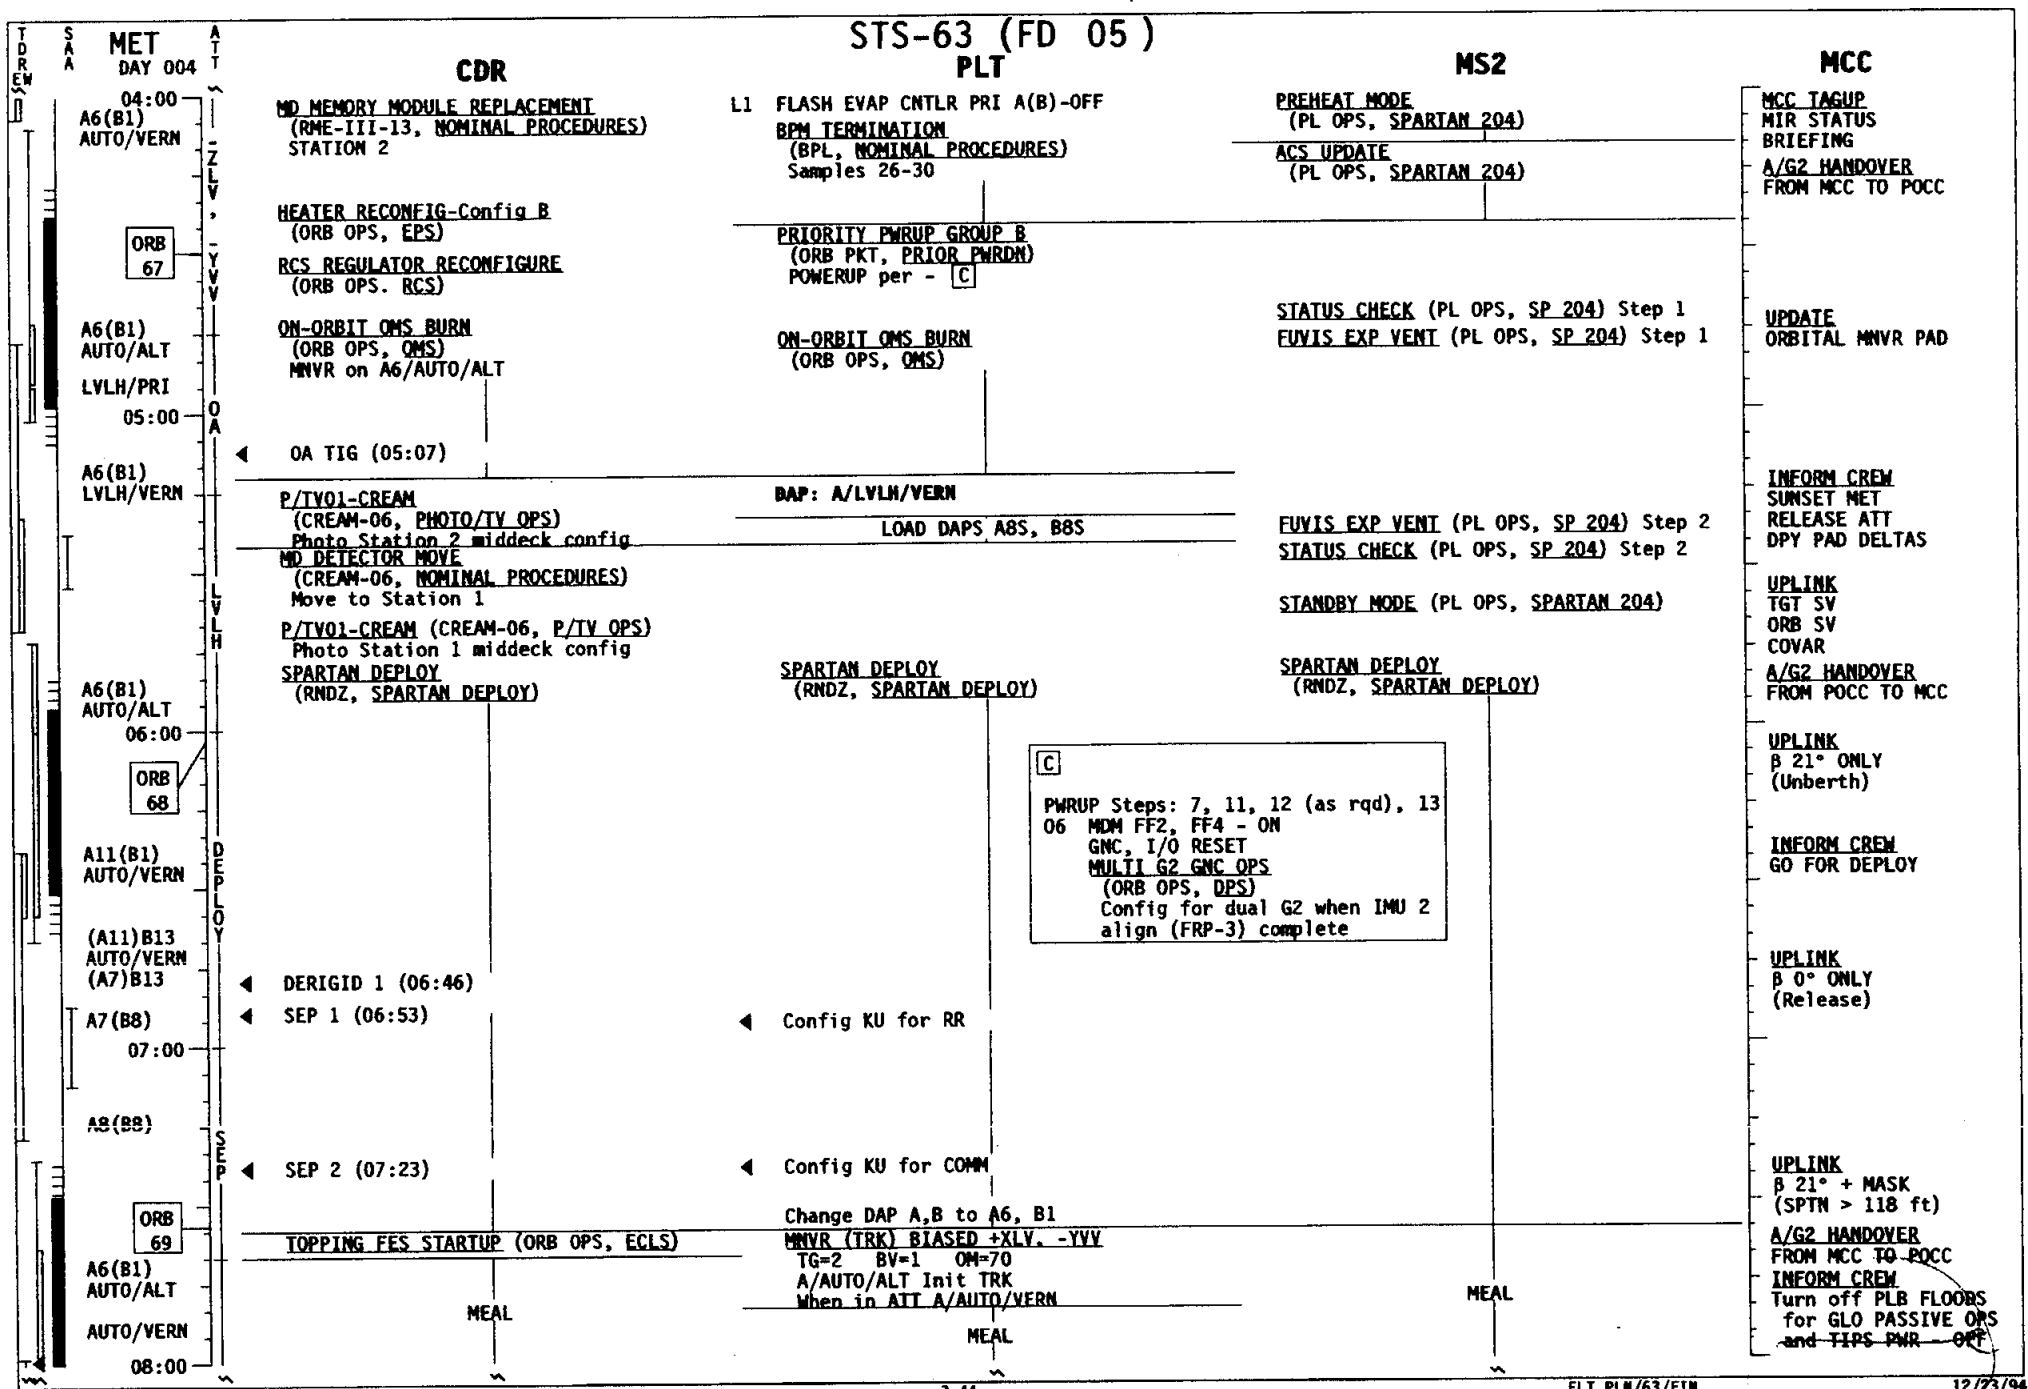 STS-63 (FD 05 )
TDRE W
SAA
MET
DAY 004
ATT
CDR
PLT
MS2
MCC
04:00
A6(B1)
AUTO/VERN
ORB
67
A6(B1)
AUTO/ALT
LVLH/PRI
05:00
A6(B1)
LVLH/VERN
A6(B1)
AUTO/ALT
06:00
ORB
68
A11(B1)
AUTO/VERN
(A11)B13
AUTO/VERN
(A7)B13
A7(B8)
07:00
A8(B8)
ORB
69
A6(B1)
AUTO/ALT
AUTO/VERN
08:00
-ZLV, -YVV
OA
LVLH
DEPLOY
SEP
MD MEMORY MODULE REPLACEMENT
(RME-III-13, NOMINAL PROCEDURES)
STATION 2
HEATER RECONFIG-Config B
(ORB OPS, EPS)
RCS REGULATOR RECONFIGURE
(ORB OPS. RCS)
ON-ORBIT OMS BURN
(ORB OPS, OMS)
MNVR on A6/AUTO/ALT
OA TIG (05:07)
P/TV01-CREAM
(CREAM-06, PHOTO/TV OPS)
Photo Station 2 middeck config
MD DETECTOR MOVE
(CREAM-06, NOMINAL PROCEDURES)
Move to Station 1
P/TV01-CREAM (CREAM-06, P/TV OPS)
Photo Station 1 middeck config
SPARTAN DEPLOY
(RNDZ, SPARTAN DEPLOY)
DERIGID 1 (06:46)
SEP 1 (06:53)
SEP 2 (07:23)
TOPPING FES STARTUP (ORB OPS, ECLS)
MEAL
L1 FLASH EVAP CNTLR PRI A(B)-OFF
BPM TERMINATION
(BPL, NOMINAL PROCEDURES)
Samples 26-30
PRIORITY PWRUP GROUP B
(ORB PKT, PRIOR PWRDN)
POWERUP per - C
ON-ORBIT OMS BURN
(ORB OPS, OMS)
DAP: A/LVLH/VERN
LOAD DAPS A8S, B8S
SPARTAN DEPLOY
(RNDZ, SPARTAN DEPLOY)
C
PWRUP Steps: 7, 11, 12 (as rqd), 13
06 MDM FF2, FF4 - ON
GNC, I/O RESET
MULTI G2 GNC OPS
(ORB OPS, DPS)
Config for dual G2 when IMU 2
align (FRP-3) complete
Config KU for RR
Config KU for COMM
Change DAP A,B to A6, B1
MNVR (TRK) BIASED +XLV, -YVV
TG=2 BV=1 OM=70
A/AUTO/ALT Init TRK
When in ATT A/AUTO/VERN
MEAL
PREHEAT MODE
(PL OPS, SPARTAN 204)
ACS UPDATE
(PL OPS, SPARTAN 204)
STATUS CHECK (PL OPS, SP 204) Step 1
FUVIS EXP VENT (PL OPS, SP 204) Step 1
FUVIS EXP VENT (PL OPS, SP 204) Step 2
STATUS CHECK (PL OPS, SP 204) Step 2
STANDBY MODE (PL OPS, SPARTAN 204)
SPARTAN DEPLOY
(RNDZ, SPARTAN DEPLOY)
MEAL
MCC TAGUP
MIR STATUS
BRIEFING
A/G2 HANDOVER
FROM MCC TO POCC
UPDATE
ORBITAL MNVR PAD
INFORM CREW
SUNSET MET
RELEASE ATT
DPY PAD DELTAS
UPLINK
TGT SV
ORB SV
COVAR
A/G2 HANDOVER
FROM POCC TO MCC
UPLINK
β 21° ONLY
(Unberth)
INFORM CREW
GO FOR DEPLOY
UPLINK
β 0° ONLY
(Release)
UPLINK
β 21° + MASK
(SPTN > 118 ft)
A/G2 HANDOVER
FROM MCC TO POCC
INFORM CREW
Turn off PLB FLOODS
for GLO PASSIVE OPS
and TIPS PWR - OFF
FLT PLN/63/FIN
12/23/94